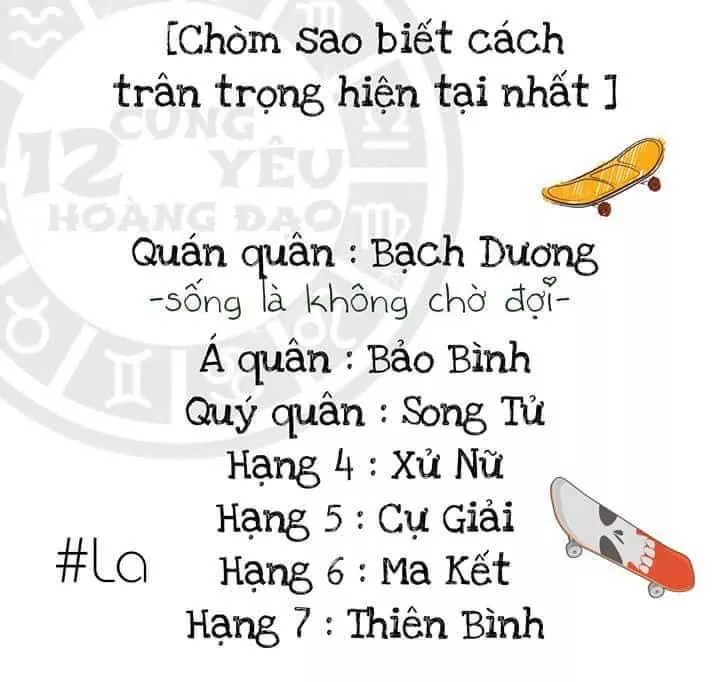 [Chòm sao biết cách
trân trọng hiện tại nhất ]
12 CUNG
YÊU
HOÀNG ĐẠO
Quán quân : Bạch Dương
-sống là không chờ đợi-
Á quân : Bảo Bình
Quý quân : Song Tử
Hạng 4 : Xử Nữ
Hạng 5 : Cự Giải
#La
Hạng 6 : Ma Kết
Hạng 7 : Thiên Bình